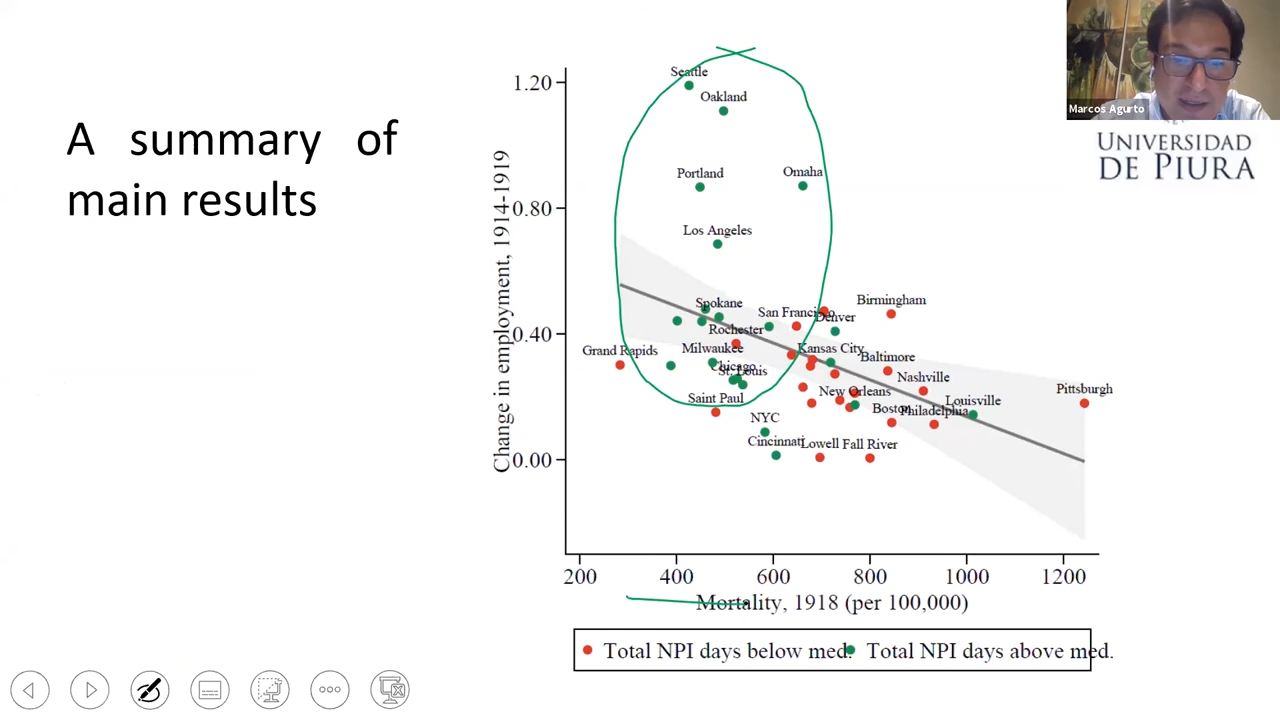 A summary of
main results
Marcos Agurto
UNIVERSIDAD
DE PIURA
Change in employment, 1914-1919
1.20
0.80
0.40
0.00
Seattle
Oakland
Portland
Omaha
Los Angeles
Spokane
San Francisco
Birmingham
Denver
Rochester
Grand Rapids
Milwaukee
Kansas City
Baltimore
Chicago
St. Louis
Nashville
Pittsburgh
Saint Paul
New Orleans
Louisville
Boston
Philadelphia
NYC
Cincinnati
Lowell
Fall River
200 400 600 800 1000 1200
Mortality, 1918 (per 100,000)
Total NPI days below med. Total NPI days above med.